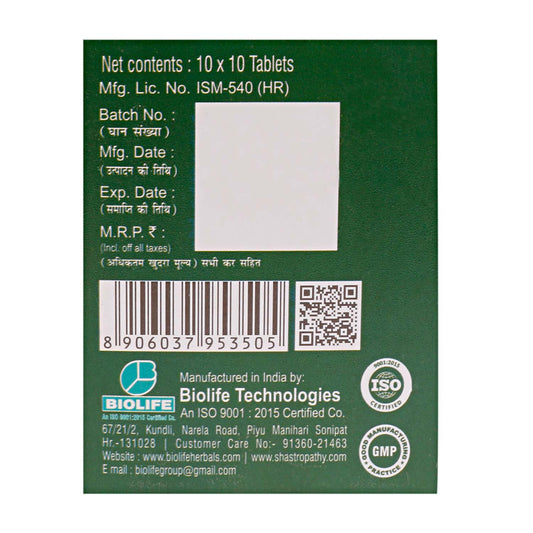 Net contents : 10 x 10 Tablets
Mfg. Lic. No. ISM-540 (HR)
Batch No. :
( घान संख्या )
Mfg. Date :
( उत्पादन की तिथि )
Exp. Date :
( समाप्ति की तिथि )
M.R.P. ₹ :
(Incl. off all taxes)
( अधिकतम खुदरा मूल्य ) सभी कर सहित
8 906037 953505
BIOLIFE
An ISO 9001:2015 Certified Co.
Manufactured in India by:
Biolife Technologies
An ISO 9001 : 2015 Certified Co.
67/21/2, Kundli, Narela Road, Piyu Manihari Sonipat
Hr.-131028 | Customer Care No:- 91360-21463
Website : www.biolifeherbals.com | www.shastropathy.com
E mail : biolifegroup@gmail.com
9001:2015
ISO
CERTIFIED
GOOD MANUFACTURING
GMP
PRACTICE